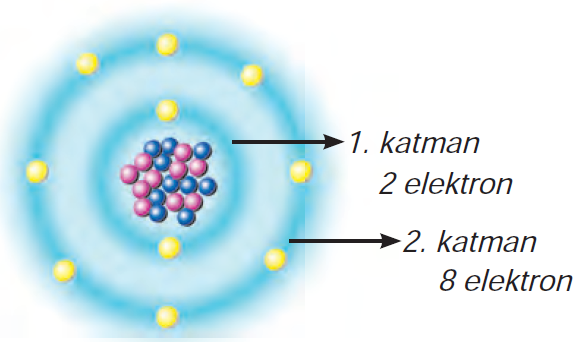 1. katman
2 elektron
2. katman
8 elektron